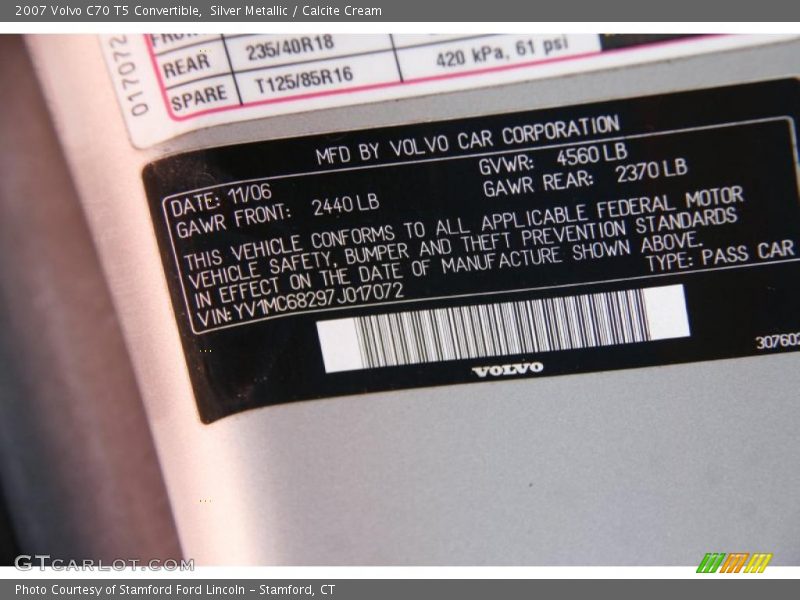 2007 Volvo C70 T5 Convertible, Silver Metallic / Calcite Cream
017072
FRONT
REAR 235/40R18
SPARE T125/85R16 420 kPa, 61 psi
MFD BY VOLVO CAR CORPORATION
DATE: 11/06 GVWR: 4560 LB
GAWR FRONT: 2440 LB GAWR REAR: 2370 LB
THIS VEHICLE CONFORMS TO ALL APPLICABLE FEDERAL MOTOR
VEHICLE SAFETY, BUMPER AND THEFT PREVENTION STANDARDS
IN EFFECT ON THE DATE OF MANUFACTURE SHOWN ABOVE.
VIN:YV1MC68297J017072 TYPE: PASS CAR
VOLVO
307602
GTCARLOT.COM
Photo Courtesy of Stamford Ford Lincoln - Stamford, CT